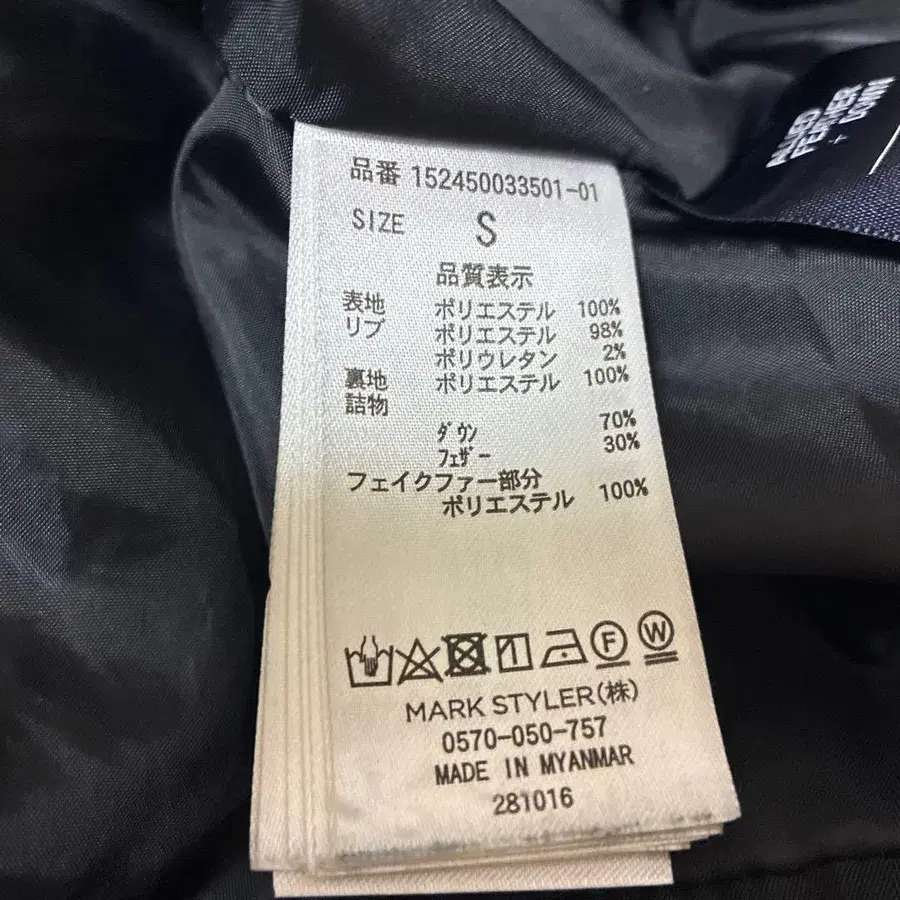 品番 152450033501-01
SIZE S
品質表示
表地 ポリエステル 100%
リブ ポリエステル 98%
ポリウレタン 2%
裏地 ポリエステル 100%
詰物
ダウン 70%
フェザー 30%
フェイクファー部分
ポリエステル 100%
F
W
MARK STYLER(株)
0570-050-757
MADE IN MYANMAR
281016
+
DOWN